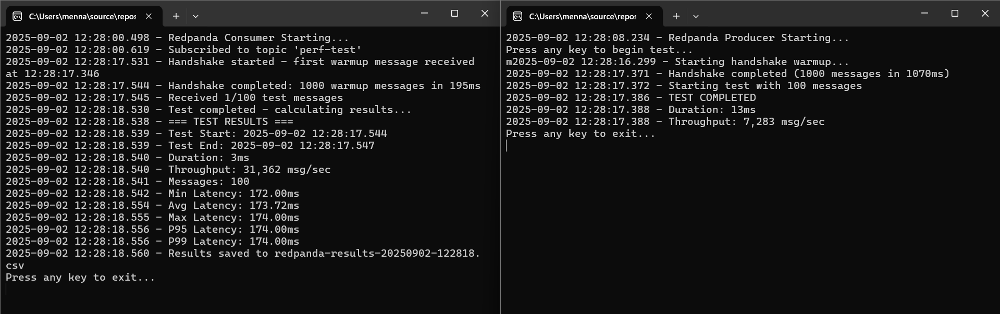 C:\Users\menna\source\repos
2025-09-02 12:28:00.498 - Redpanda Consumer Starting...
2025-09-02 12:28:00.619 - Subscribed to topic 'perf-test'
2025-09-02 12:28:17.531 - Handshake started - first warmup message received
at 12:28:17.346
2025-09-02 12:28:17.544 - Handshake completed: 1000 warmup messages in 195ms
2025-09-02 12:28:17.545 - Received 1/100 test messages
2025-09-02 12:28:18.530 - Test completed - calculating results...
2025-09-02 12:28:18.538 - === TEST RESULTS ===
2025-09-02 12:28:18.539 - Test Start: 2025-09-02 12:28:17.544
2025-09-02 12:28:18.539 - Test End: 2025-09-02 12:28:17.547
2025-09-02 12:28:18.540 - Duration: 3ms
2025-09-02 12:28:18.540 - Throughput: 31,362 msg/sec
2025-09-02 12:28:18.541 - Messages: 100
2025-09-02 12:28:18.542 - Min Latency: 172.00ms
2025-09-02 12:28:18.554 - Avg Latency: 173.72ms
2025-09-02 12:28:18.555 - Max Latency: 174.00ms
2025-09-02 12:28:18.556 - P95 Latency: 174.00ms
2025-09-02 12:28:18.556 - P99 Latency: 174.00ms
2025-09-02 12:28:18.560 - Results saved to redpanda-results-20250902-122818.
csv
Press any key to exit...
C:\Users\menna\source\repos
2025-09-02 12:28:08.234 - Redpanda Producer Starting...
Press any key to begin test...
m2025-09-02 12:28:16.299 - Starting handshake warmup...
2025-09-02 12:28:17.371 - Handshake completed (1000 messages in 1070ms)
2025-09-02 12:28:17.372 - Starting test with 100 messages
2025-09-02 12:28:17.386 - TEST COMPLETED
2025-09-02 12:28:17.388 - Duration: 13ms
2025-09-02 12:28:17.388 - Throughput: 7,283 msg/sec
Press any key to exit...